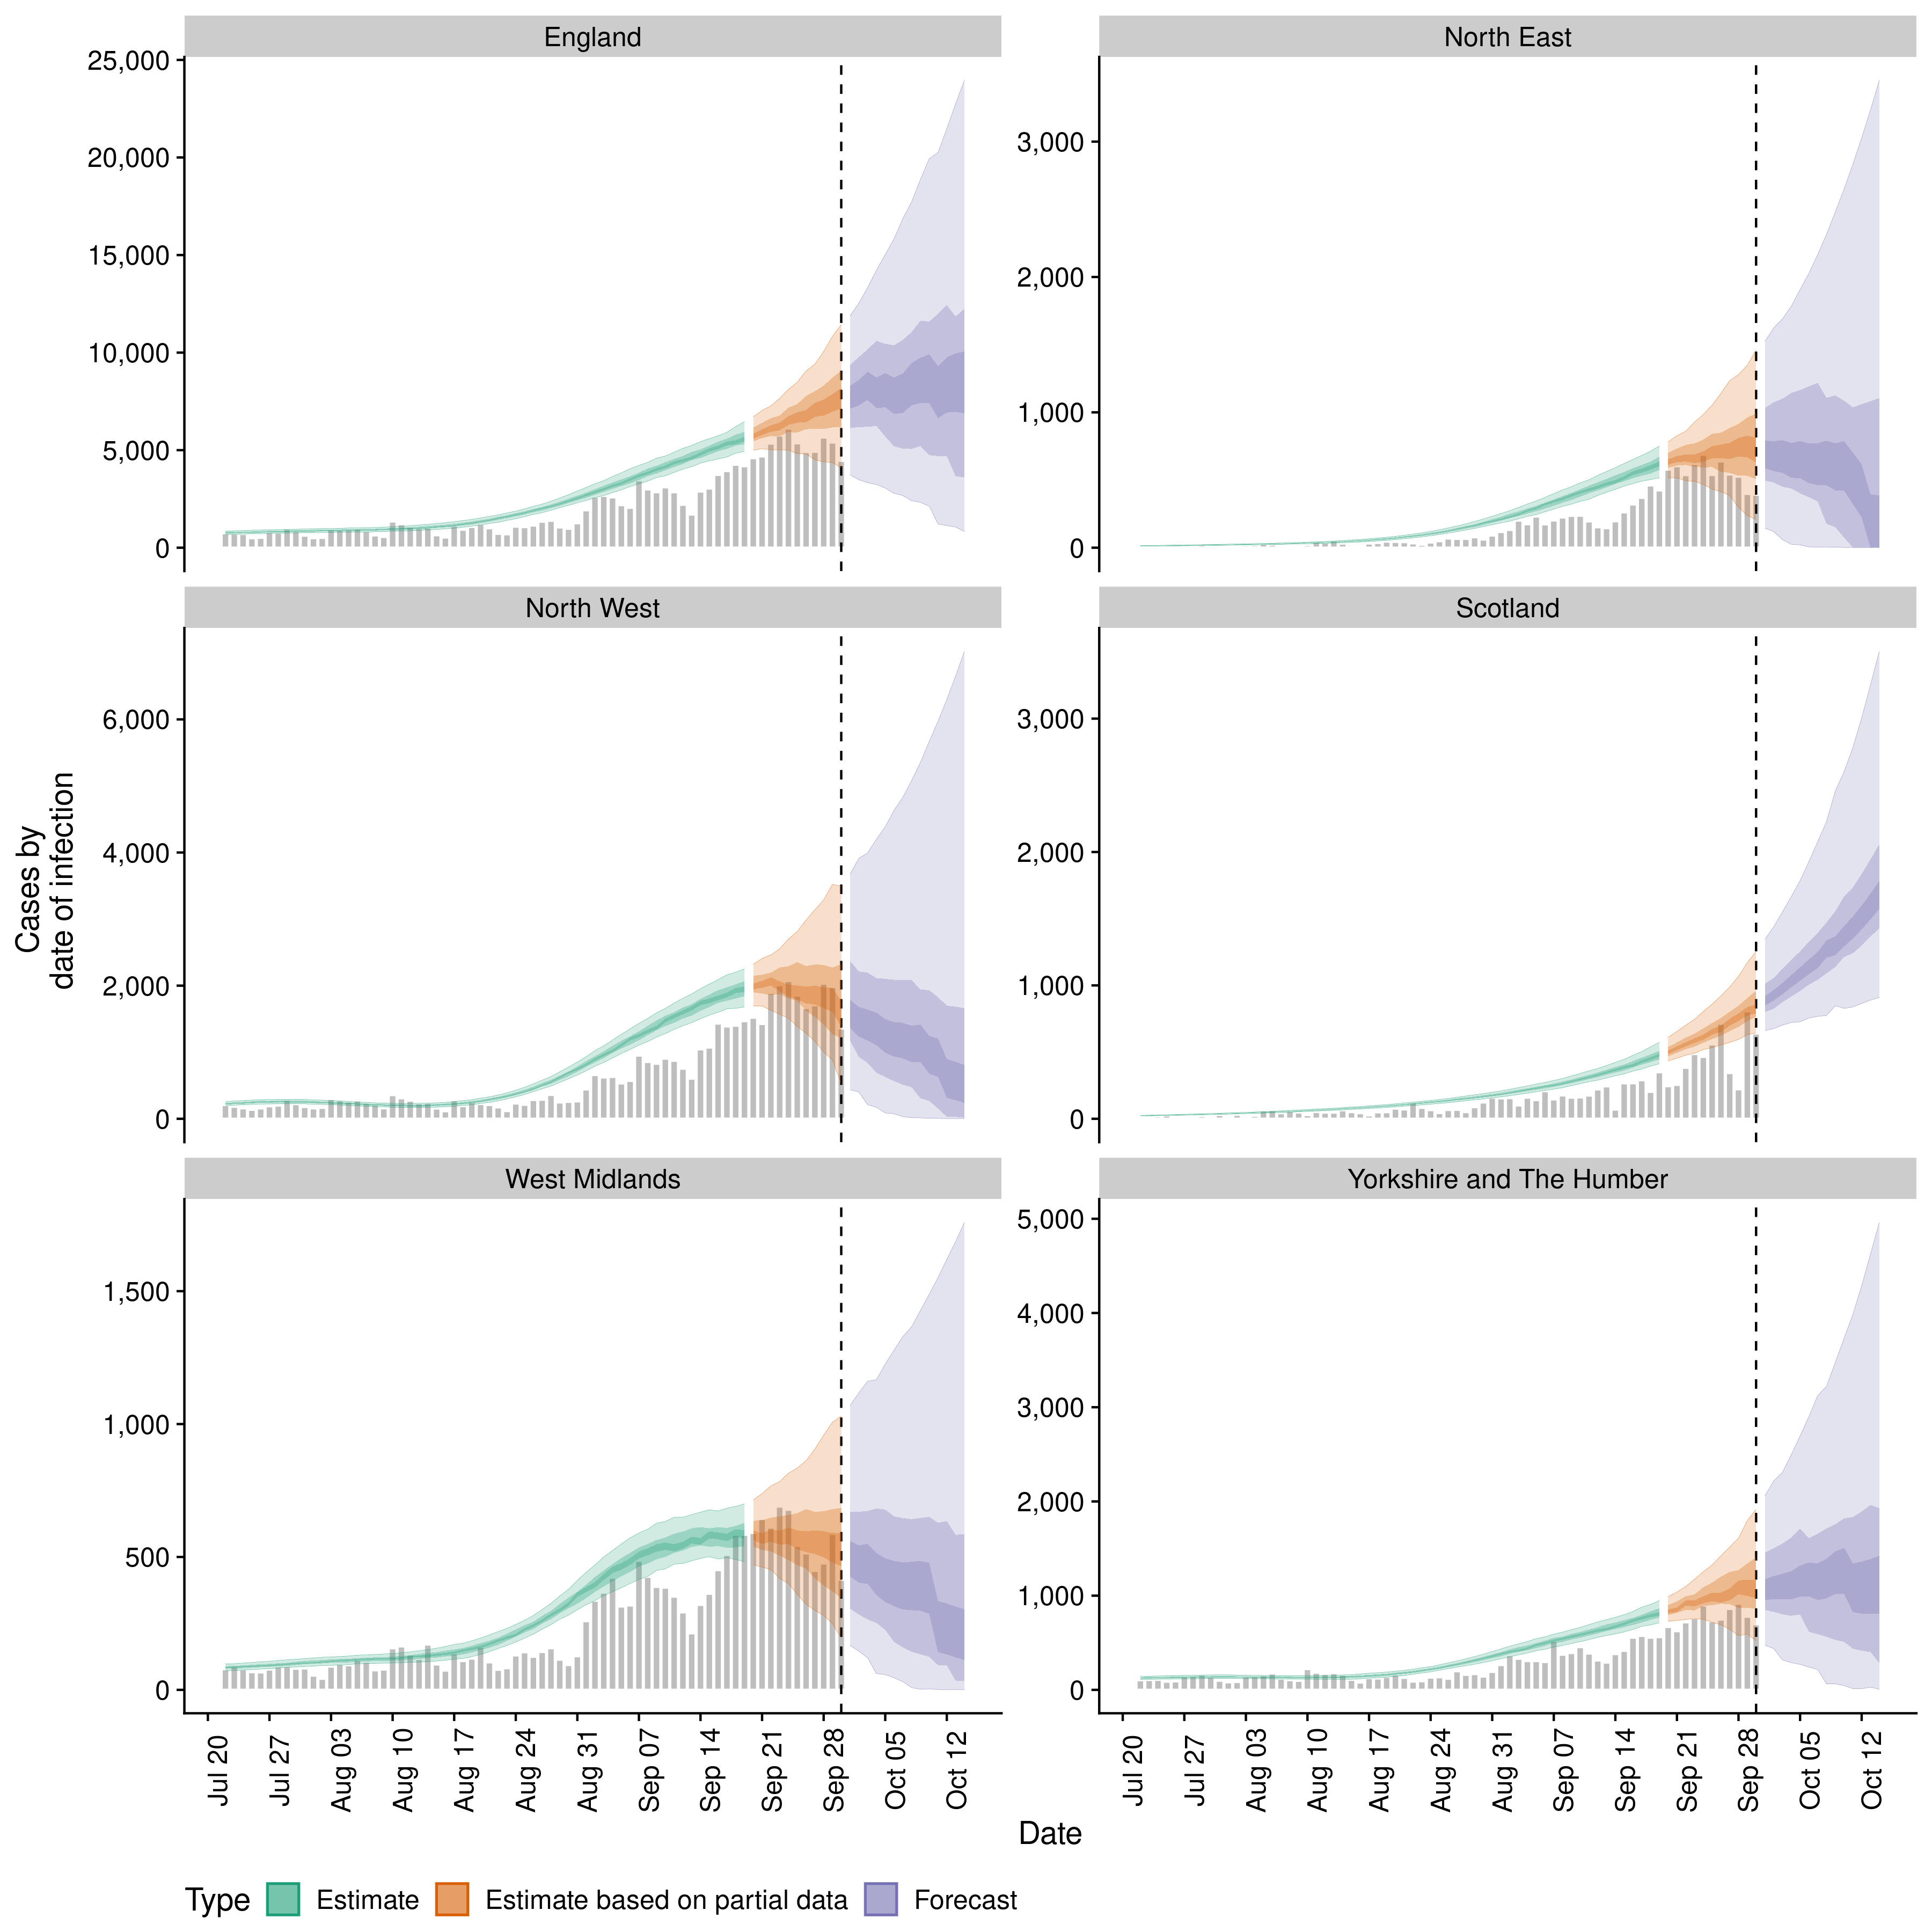 England
North East
25,000
20,000
15,000
10,000
5,000
0
3,000
2,000
1,000
0
North West
Scotland
6,000
4,000
2,000
0
3,000
2,000
1,000
0
Cases by
date of infection
West Midlands
Yorkshire and The Humber
1,500
1,000
500
0
5,000
4,000
3,000
2,000
1,000
0
Jul 20
Jul 27
Aug 03
Aug 10
Aug 17
Aug 24
Aug 31
Sep 07
Sep 14
Sep 21
Sep 28
Oct 05
Oct 12
Jul 20
Jul 27
Aug 03
Aug 10
Aug 17
Aug 24
Aug 31
Sep 07
Sep 14
Sep 21
Sep 28
Oct 05
Oct 12
Date
Type Estimate Estimate based on partial data Forecast